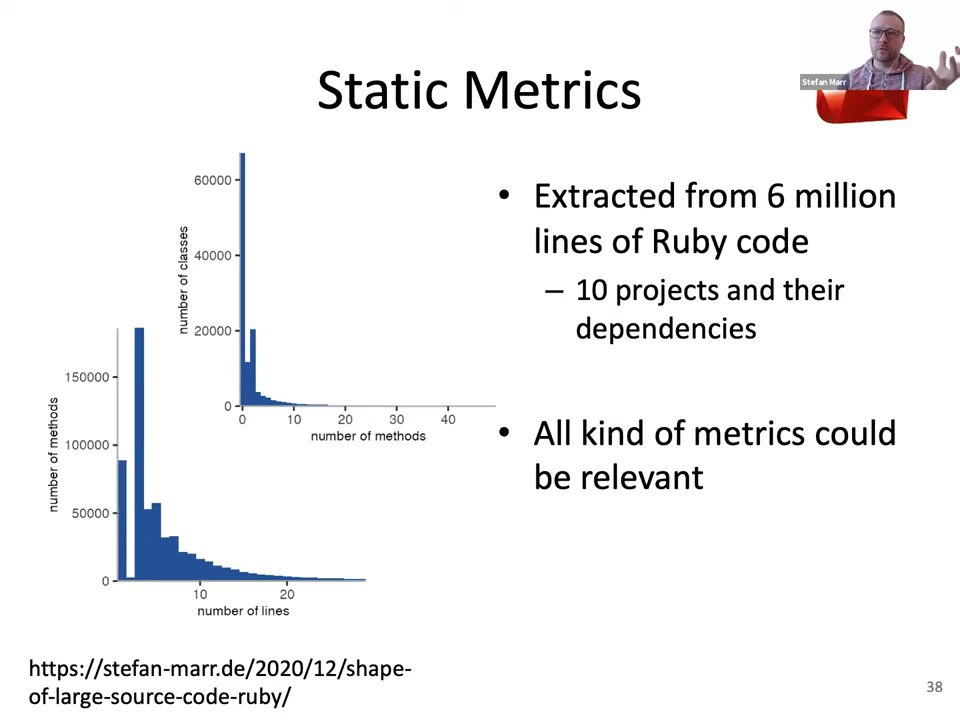 Stefan Marr
Static Metrics
60000
40000
20000
0
number of classes
0 10 20 30 40
number of methods
150000
100000
50000
0
number of methods
10 20
number of lines
• Extracted from 6 million
lines of Ruby code
– 10 projects and their
dependencies
• All kind of metrics could
be relevant
https://stefan-marr.de/2020/12/shape-
of-large-source-code-ruby/
38